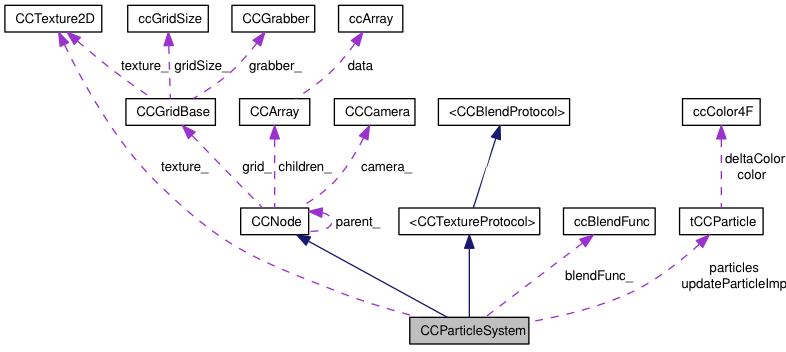 CCTexture2D
ccGridSize
CCGrabber
ccArray
texture_
gridSize_
grabber_
data
CCGridBase
CCArray
CCCamera
<CCBlendProtocol>
ccColor4F
texture_
grid_
children_
camera_
deltaColor
color
CCNode
parent_
<CCTextureProtocol>
ccBlendFunc
tCCParticle
blendFunc_
particles
updateParticleImp
CCParticleSystem